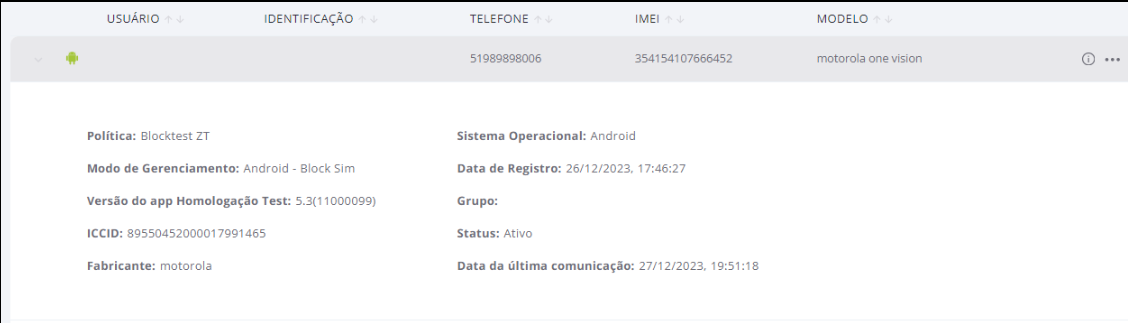 USUÁRIO IDENTIFICAÇÃO TELEFONE IMEI MODELO
51989898006 354154107666452 motorola one vision
Política: Blocktest ZT Sistema Operacional: Android
Modo de Gerenciamento: Android - Block Sim Data de Registro: 26/12/2023, 17:46:27
Versão do app Homologação Test: 5.3(11000099) Grupo:
ICCID: 89550452000017991465 Status: Ativo
Fabricante: motorola Data da última comunicação: 27/12/2023, 19:51:18